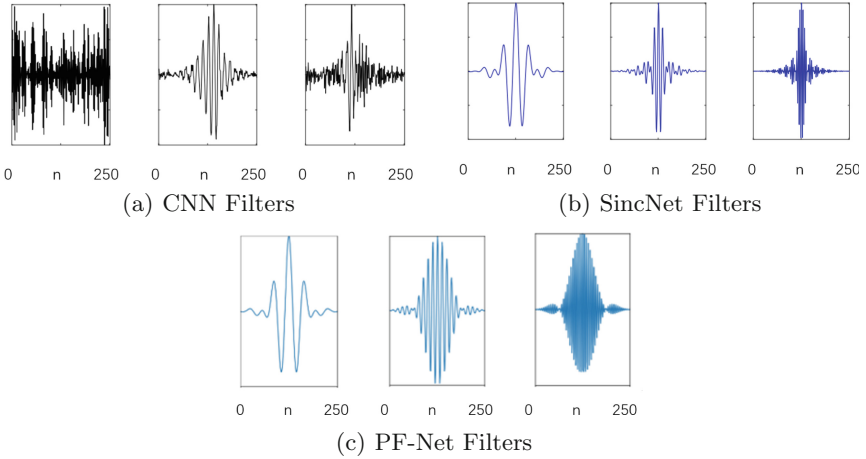 0 n 250 0 n 250 0 n 250 0 n 250 0 n 250 0 n 250
(a) CNN Filters (b) SincNet Filters
0 n 250 0 n 250 0 n 250
(c) PF-Net Filters